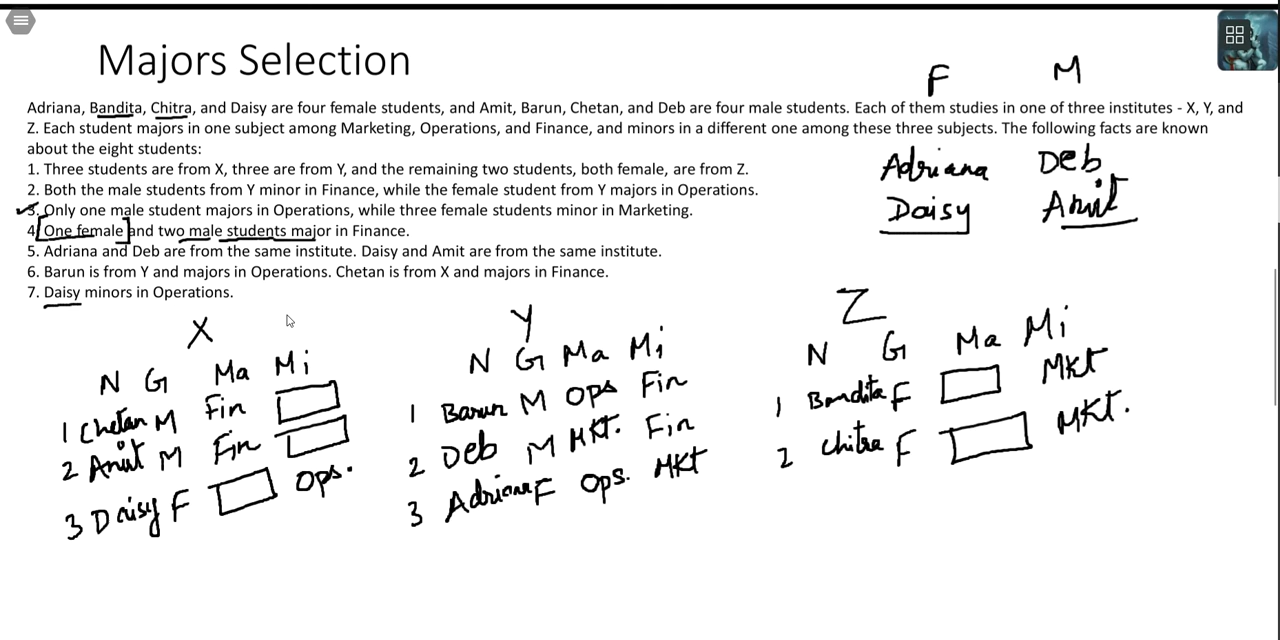 Majors Selection
F M
Adriana, Bandita, Chitra, and Daisy are four female students, and Amit, Barun, Chetan, and Deb are four male students. Each of them studies in one of three institutes - X, Y, and
Z. Each student majors in one subject among Marketing, Operations, and Finance, and minors in a different one among these three subjects. The following facts are known
about the eight students:
1. Three students are from X, three are from Y, and the remaining two students, both female, are from Z.
2. Both the male students from Y minor in Finance, while the female student from Y majors in Operations.
3. Only one male student majors in Operations, while three female students minor in Marketing.
4. One female and two male students major in Finance.
5. Adriana and Deb are from the same institute. Daisy and Amit are from the same institute.
6. Barun is from Y and majors in Operations. Chetan is from X and majors in Finance.
7. Daisy minors in Operations.
Adriana Deb
Daisy Amit
X
N G Ma Mi
1 Chetan M Fin
2 Amit M Fin
3 Daisy F Ops.
Y
N G Ma Mi
1 Barun M Ops Fin
2 Deb M MKT. Fin
3 Adriana F Ops. MKT
Z
N G Ma Mi
1 Bandita F MKT
2 Chitra F MKT.